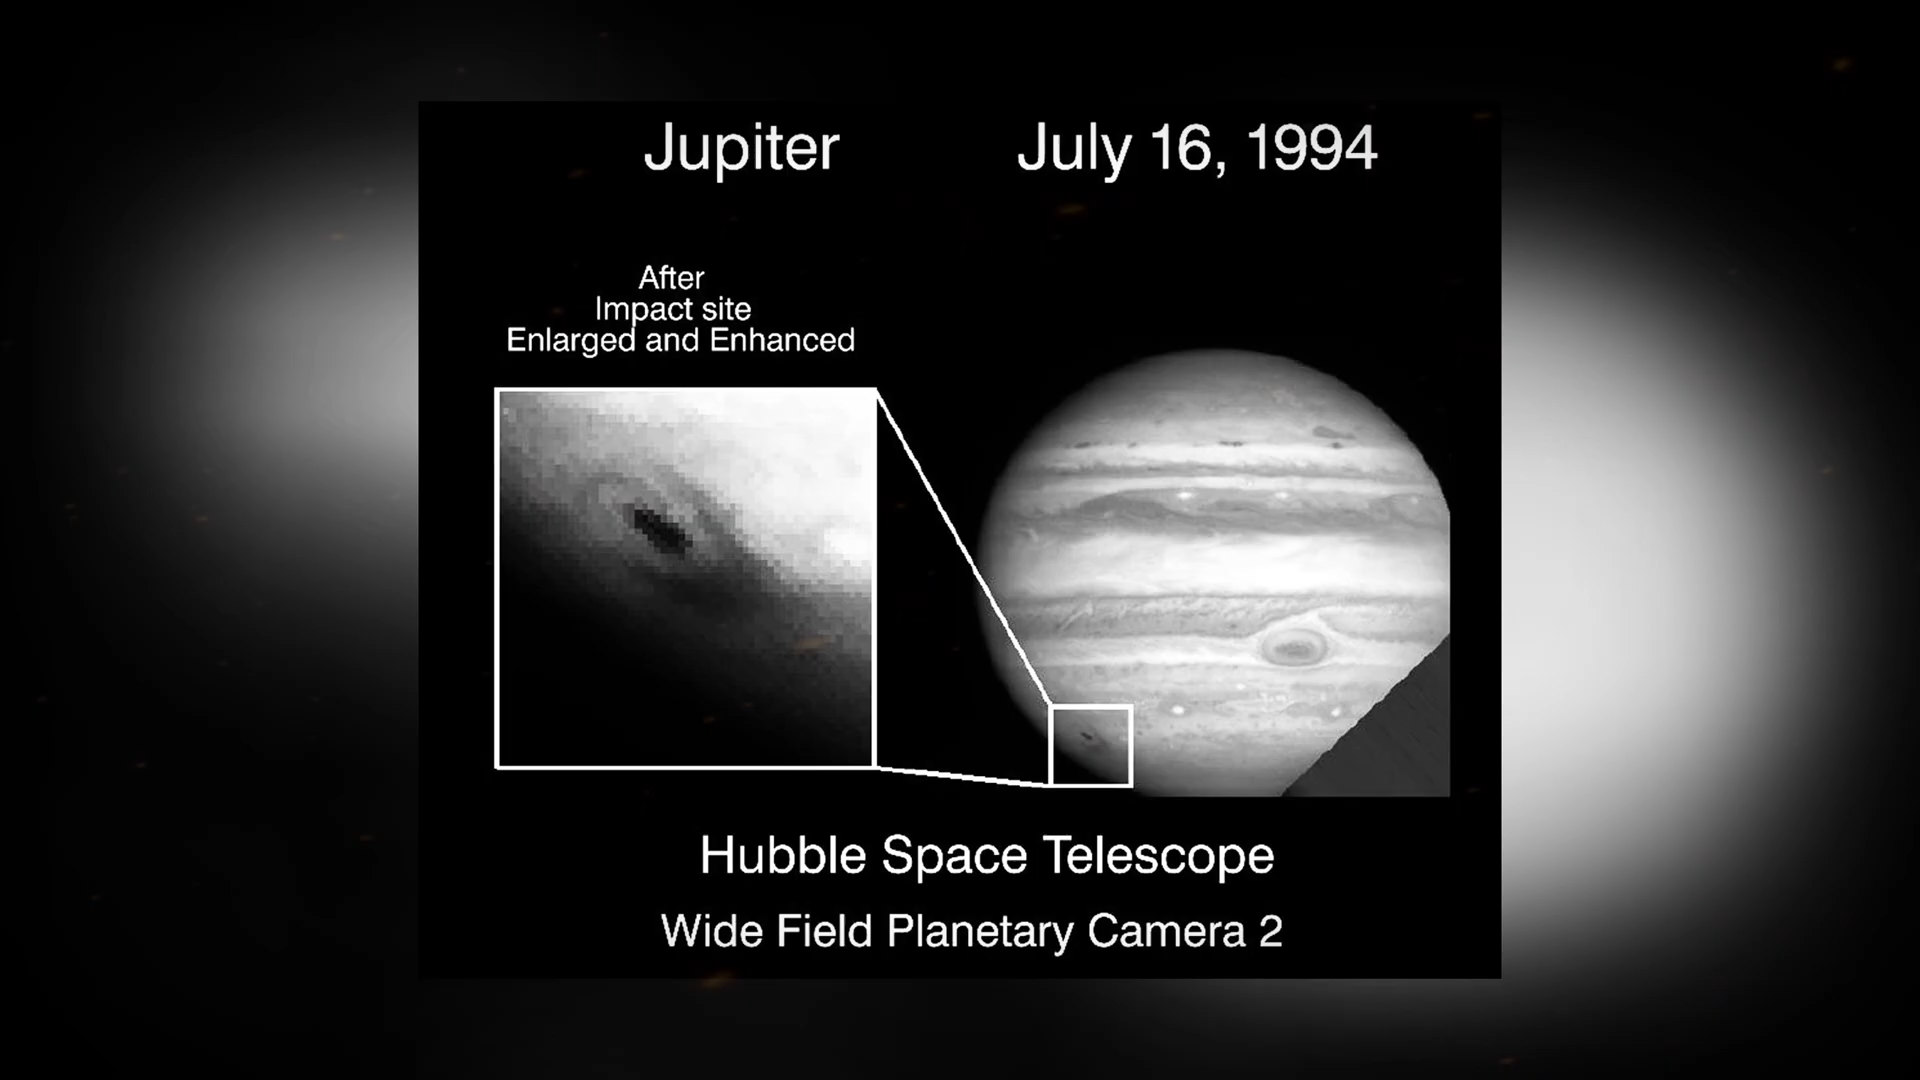 Jupiter
July 16, 1994
After
Impact site
Enlarged and Enhanced
Hubble Space Telescope
Wide Field Planetary Camera 2